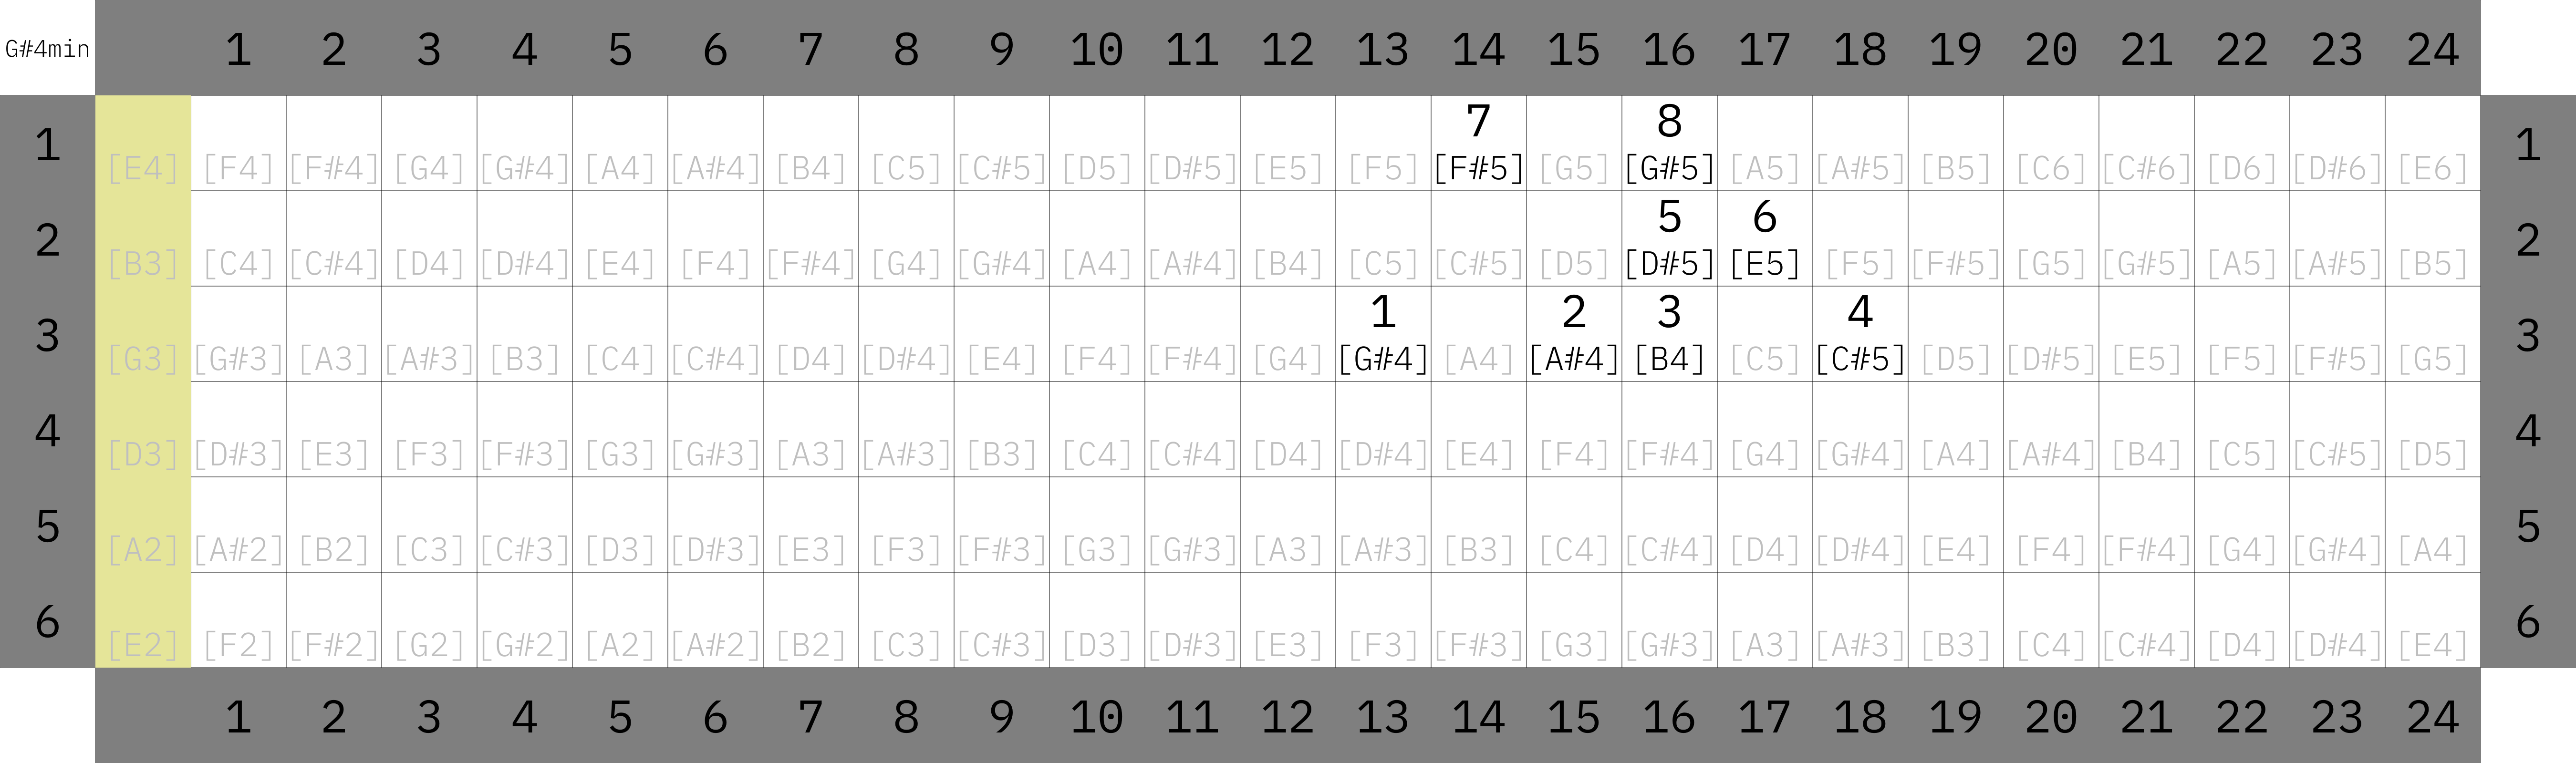 G#4min 1 2 3 4 5 6 7 8 9 10 11 12 13 14 15 16 17 18 19 20 21 22 23 24
7 8
1 [E4] [F4] [F#4] [G4] [G#4] [A4] [A#4] [B4] [C5] [C#5] [D5] [D#5] [E5] [F5] [F#5] [G5] [G#5] [A5] [A#5] [B5] [C6] [C#6] [D6] [D#6] [E6] 1
5 6
2 [B3] [C4] [C#4] [D4] [D#4] [E4] [F4] [F#4] [G4] [G#4] [A4] [A#4] [B4] [C5] [C#5] [D5] [D#5] [E5] [F5] [F#5] [G5] [G#5] [A5] [A#5] [B5] 2
1 2 3 4
3 [G3] [G#3] [A3] [A#3] [B3] [C4] [C#4] [D4] [D#4] [E4] [F4] [F#4] [G4] [G#4] [A4] [A#4] [B4] [C5] [C#5] [D5] [D#5] [E5] [F5] [F#5] [G5] 3
4 [D3] [D#3] [E3] [F3] [F#3] [G3] [G#3] [A3] [A#3] [B3] [C4] [C#4] [D4] [D#4] [E4] [F4] [F#4] [G4] [G#4] [A4] [A#4] [B4] [C5] [C#5] [D5] 4
5 [A2] [A#2] [B2] [C3] [C#3] [D3] [D#3] [E3] [F3] [F#3] [G3] [G#3] [A3] [A#3] [B3] [C4] [C#4] [D4] [D#4] [E4] [F4] [F#4] [G4] [G#4] [A4] 5
6 [E2] [F2] [F#2] [G2] [G#2] [A2] [A#2] [B2] [C3] [C#3] [D3] [D#3] [E3] [F3] [F#3] [G3] [G#3] [A3] [A#3] [B3] [C4] [C#4] [D4] [D#4] [E4] 6
1 2 3 4 5 6 7 8 9 10 11 12 13 14 15 16 17 18 19 20 21 22 23 24